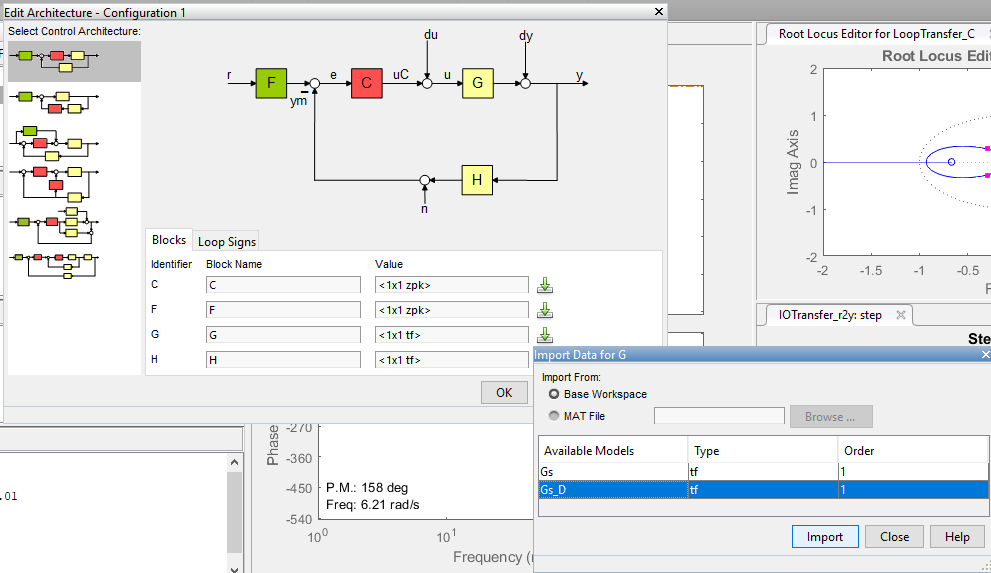 Edit Architecture - Configuration 1
Select Control Architecture:
r
F
ym
e
C
uC
du
u
G
dy
y
H
n
Blocks
Loop Signs
Identifier Block Name Value
C C <1x1 zpk>
F F <1x1 zpk>
G G <1x1 tf>
H H <1x1 tf>
OK
Root Locus Editor for LoopTransfer_C
Root Locus Edi
Imag Axis
2
1
0
-1
-2
-2 -1.5 -1 -0.5
IOTransfer_r2y: step
Ste
Import Data for G
Import From:
Base Workspace
MAT File
Browse ...
Available Models Type Order
Gs tf 1
Gs_D tf 1
Import Close Help
.01
Phase
-270
-360
-450
-540
P.M.: 158 deg
Freq: 6.21 rad/s
10^0 10^1
Frequency (